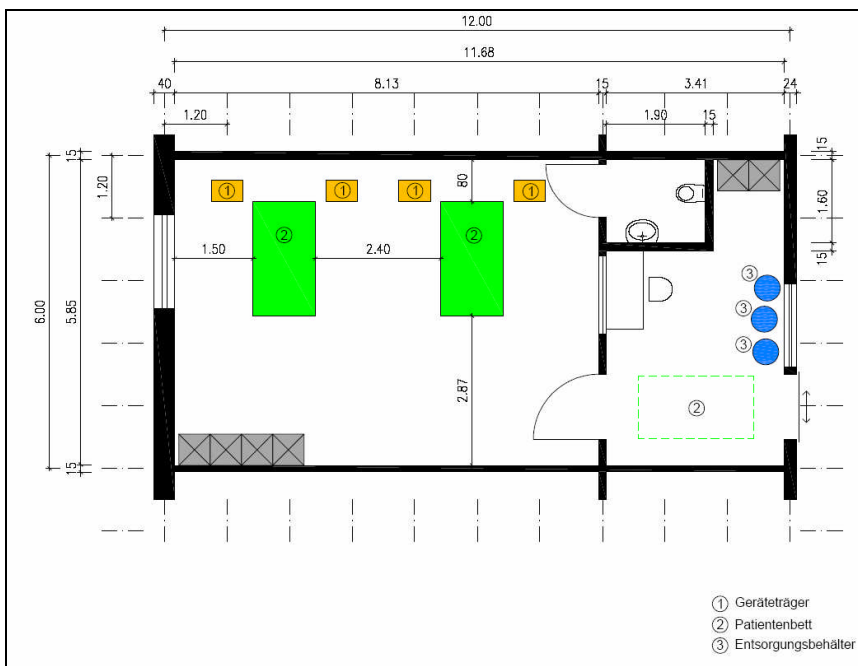 12.00
11.68
40 8.13 15 3.41 24
1.20 1.90 15
15 15
1.20 80 1.60
1 1 1 1
2 2
1.50 2.40
15
3
3
3
6.00 5.85
2.87
2
15
1 Geräteträger
2 Patientenbett
3 Entsorgungsbehälter